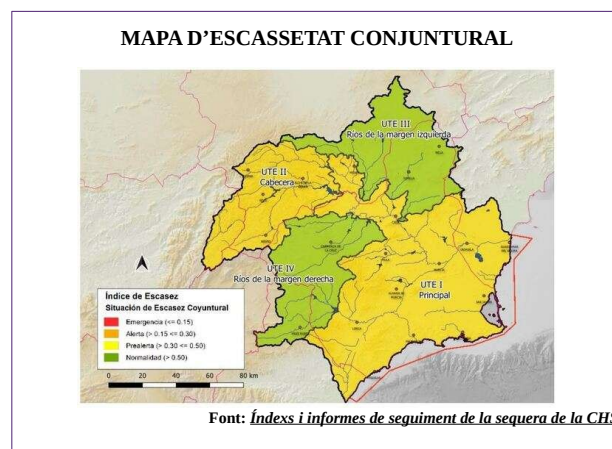 MAPA D'ESCASSETAT CONJUNTURAL
UTE III
Ríos de la margen izquierda
UTE II
Cabecera
UTE IV
Ríos de la margen derecha
UTE I
Principal
Índice de Escasez
Situación de Escasez Coyuntural
Emergencia (<= 0.15)
Alerta (> 0.15 <= 0.30)
Prealerta (> 0.30 <= 0.50)
Normalidad (> 0.50)
0 20 40 60 80 km
Font: Índexs i informes de seguiment de la sequera de la CHS